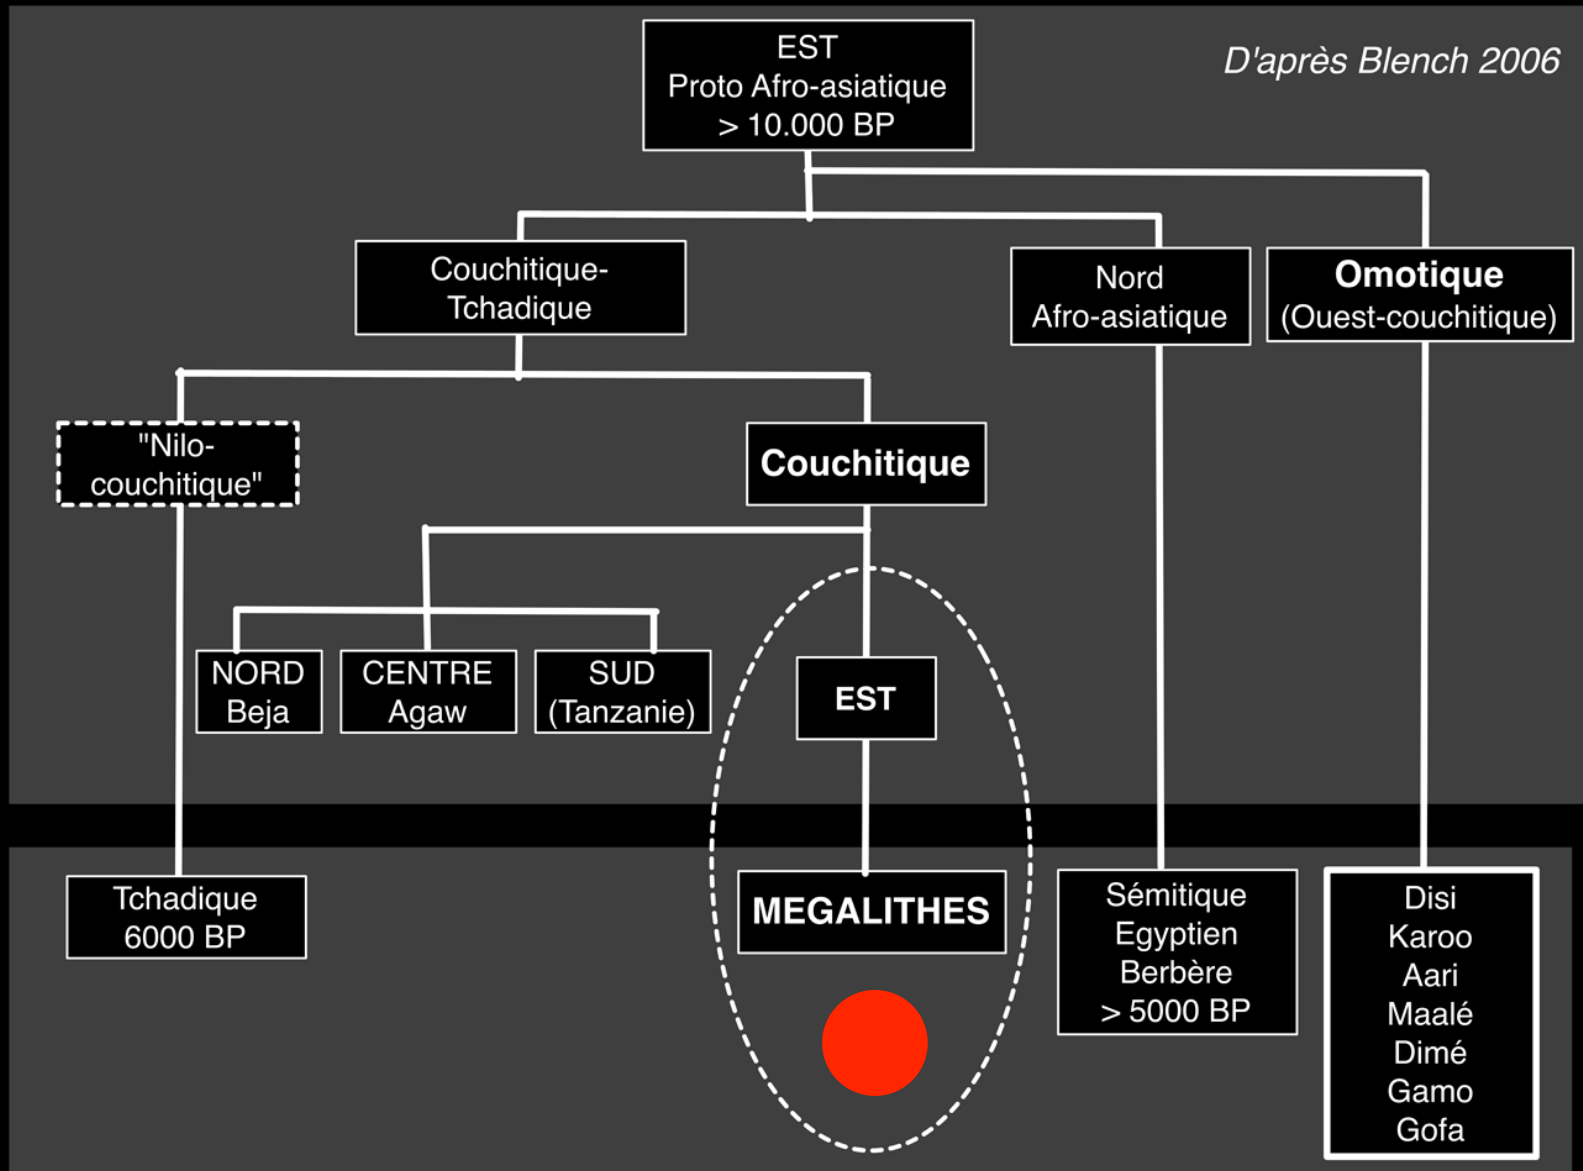 EST
Proto Afro-asiatique
> 10.000 BP
D'après Blench 2006
Couchitique-
Tchadique
Nord
Afro-asiatique
Omotique
(Ouest-couchitique)
"Nilo-
couchitique"
Couchitique
NORD
Beja
CENTRE
Agaw
SUD
(Tanzanie)
EST
Tchadique
6000 BP
MEGALITHES
Sémitique
Egyptien
Berbère
> 5000 BP
Disi
Karoo
Aari
Maalé
Dimé
Gamo
Gofa